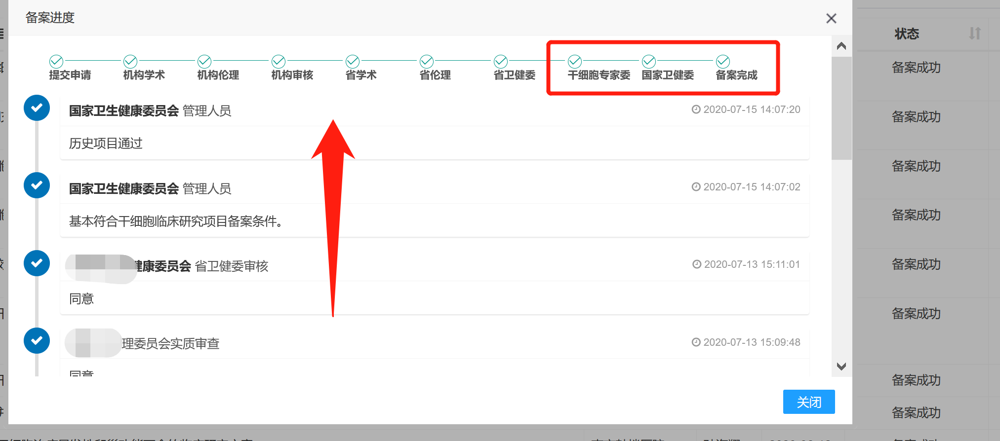 备案进度
状态
提交申请 机构学术 机构伦理 机构审核 省学术 省伦理 省卫健委 干细胞专家委 国家卫健委 备案完成
国家卫生健康委员会 管理人员 2020-07-15 14:07:20
历史项目通过
国家卫生健康委员会 管理人员 2020-07-15 14:07:02
基本符合干细胞临床研究项目备案条件。
健康委员会 省卫健委审核 2020-07-13 15:11:01
同意
理委员会实质审查 2020-07-13 15:09:48
同意
关闭
备案成功
备案成功
备案成功
备案成功
备案成功
备案成功
备案成功
备案成功